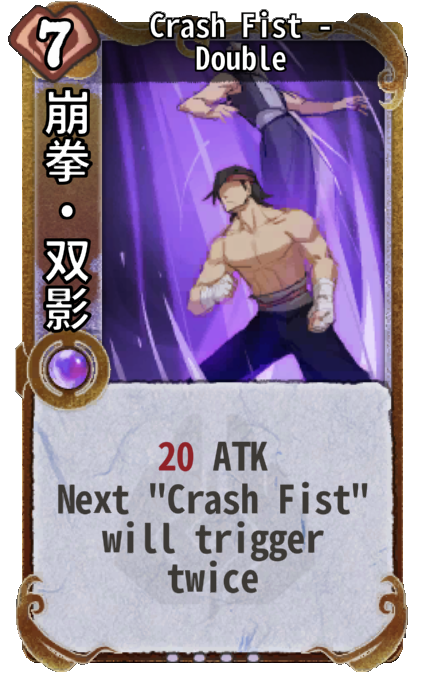 7
Crash Fist -
Double
崩拳・双影
20 ATK
Next "Crash Fist"
will trigger
twice